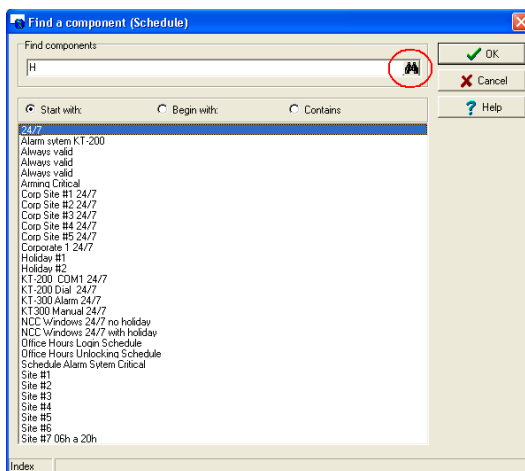 Find a component (Schedule)
Find components
H
OK
Cancel
Help
Start with:
Begin with:
Contains
24/7
Alarm sytem KT-200
Always valid
Always valid
Always valid
Arming Critical
Corp Site #1 24/7
Corp Site #2 24/7
Corp Site #3 24/7
Corp Site #4 24/7
Corp Site #5 24/7
Corporate 1 24/7
Holiday #1
Holiday #2
KT-200 COM1 24/7
KT-200 Dial 24/7
KT-300 Alarm 24/7
KT300 Manual 24/7
NCC Windows 24/7 no holiday
NCC Windows 24/7 with holiday
Office Hours Login Schedule
Office Hours Unlocking Schedule
Schedule Alarm Sytem Critical
Site #1
Site #2
Site #3
Site #4
Site #5
Site #6
Site #7 06h a 20h
Index